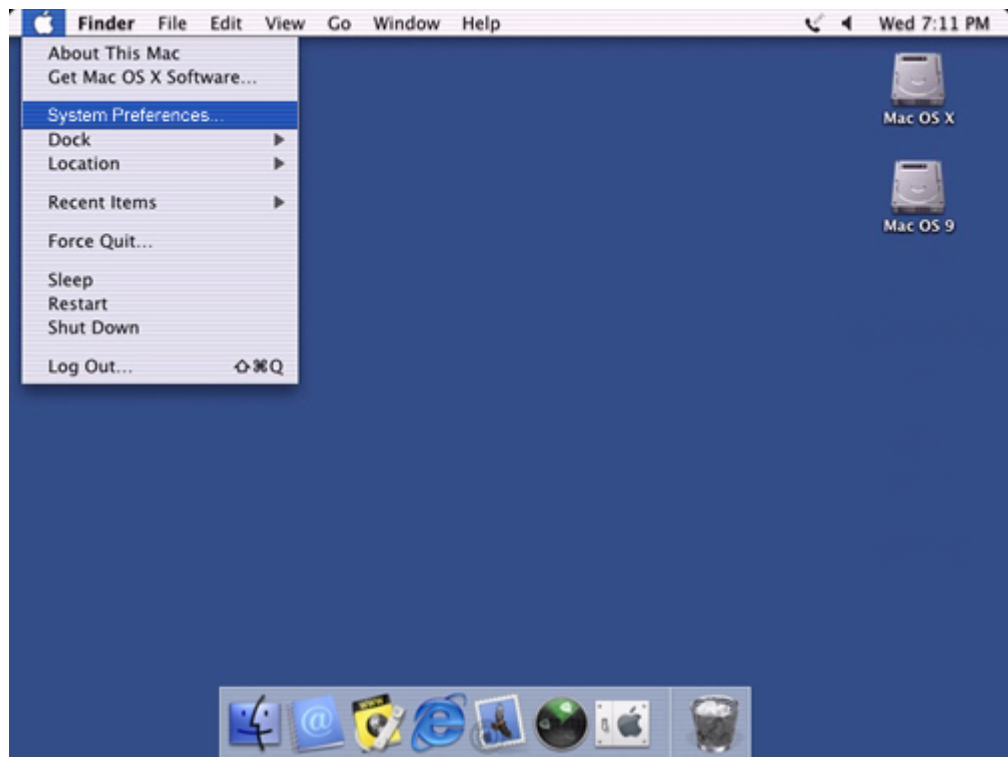 Finder File Edit View Go Window Help Wed 7:11 PM
About This Mac
Get Mac OS X Software...
System Preferences...
Dock
Location
Recent Items
Force Quit...
Sleep
Restart
Shut Down
Log Out... ⇧⌘Q
Mac OS X
Mac OS 9
WWW
@